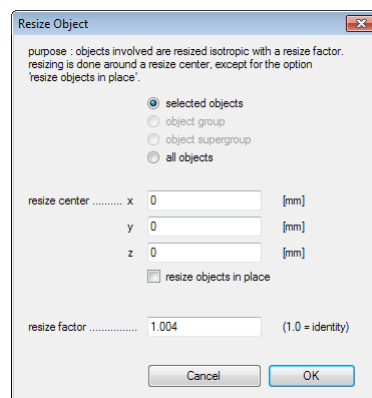 Resize Object
purpose : objects involved are resized isotropic with a resize factor.
resizing is done around a resize center, except for the option
'resize objects in place'.
selected objects
object group
object supergroup
all objects
resize center .......... x 0 [mm]
y 0 [mm]
z 0 [mm]
resize objects in place
resize factor ............... 1.004 (1.0 = identity)
Cancel OK